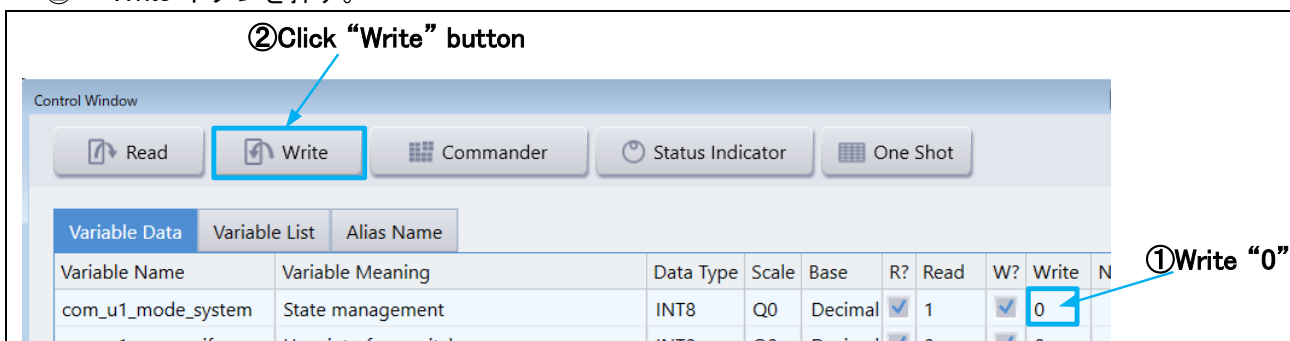 ②Click “Write” button
Control Window
Read Write Commander Status Indicator One Shot
Variable Data Variable List Alias Name
Variable Name Variable Meaning Data Type Scale Base R? Read W? Write N
①Write “0”
com_u1_mode_system State management INT8 Q0 Decimal 1 0